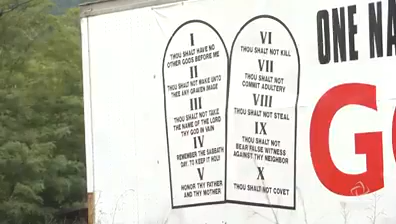 I
THOU SHALT HAVE NO
OTHER GODS BEFORE ME
II
THOU SHALT NOT MAKE UNTO
THEE ANY GRAVEN IMAGE
III
THOU SHALT NOT TAKE
THE NAME OF THE LORD
THY GOD IN VAIN
IV
REMEMBER THE SABBATH
DAY, TO KEEP IT HOLY
V
HONOR THY FATHER
AND THY MOTHER
VI
THOU SHALT NOT KILL
VII
THOU SHALT NOT
COMMIT ADULTERY
VIII
THOU SHALT NOT STEAL
IX
THOU SHALT NOT
BEAR FALSE WITNESS
AGAINST THY NEIGHBOR
X
THOU SHALT NOT COVET
ONE NA
GO